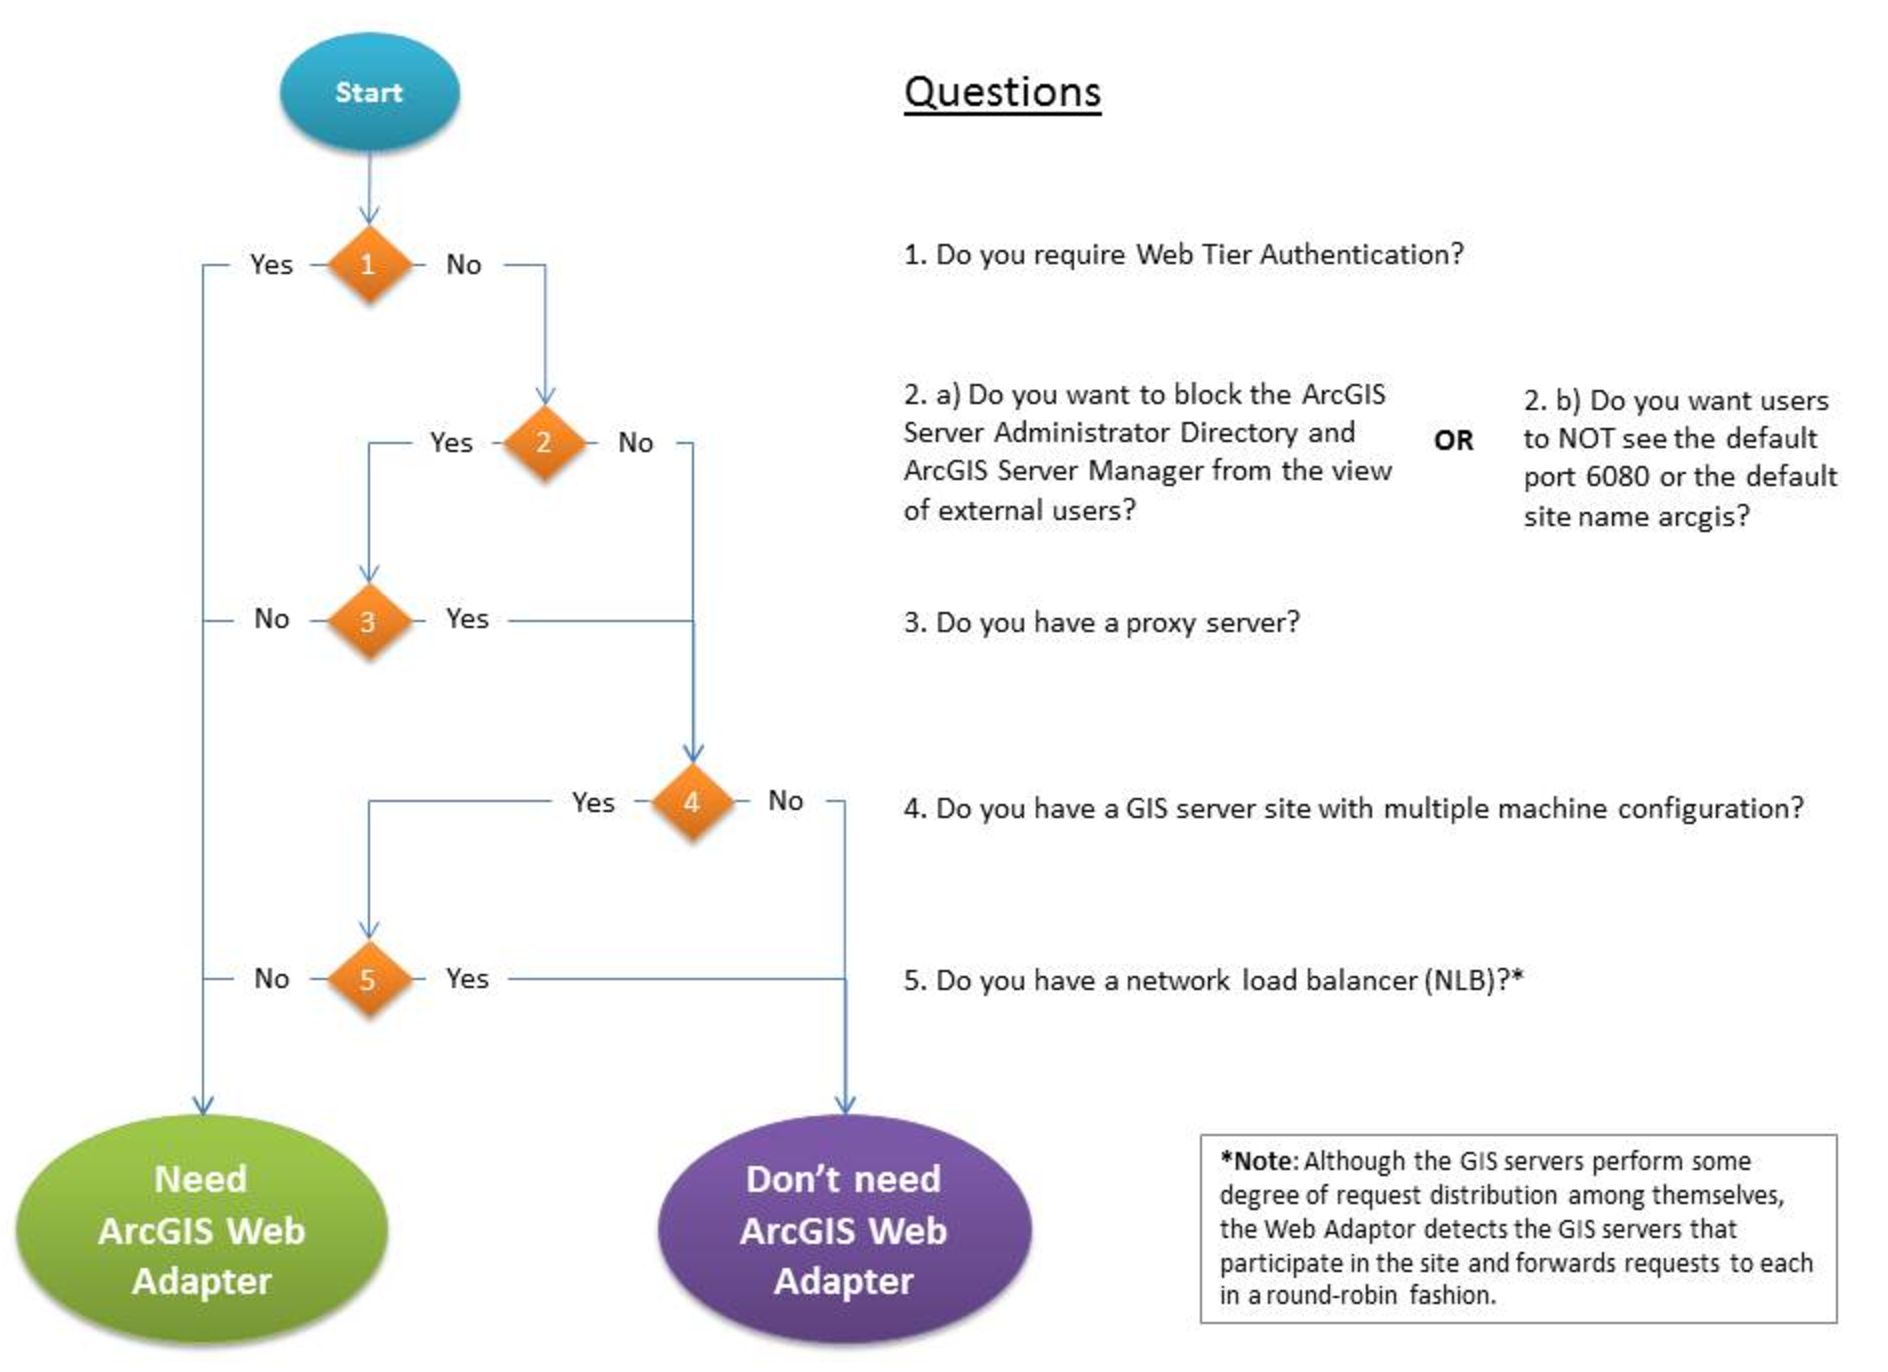 Start
Questions
Yes
1
No
1. Do you require Web Tier Authentication?
Yes
2
No
2. a) Do you want to block the ArcGIS
Server Administrator Directory and
ArcGIS Server Manager from the view
of external users?
OR
2. b) Do you want users
to NOT see the default
port 6080 or the default
site name arcgis?
No
3
Yes
3. Do you have a proxy server?
Yes
4
No
4. Do you have a GIS server site with multiple machine configuration?
No
5
Yes
5. Do you have a network load balancer (NLB)?*
Need
ArcGIS Web
Adapter
Don't need
ArcGIS Web
Adapter
*Note: Although the GIS servers perform some
degree of request distribution among themselves,
the Web Adaptor detects the GIS servers that
participate in the site and forwards requests to each
in a round-robin fashion.